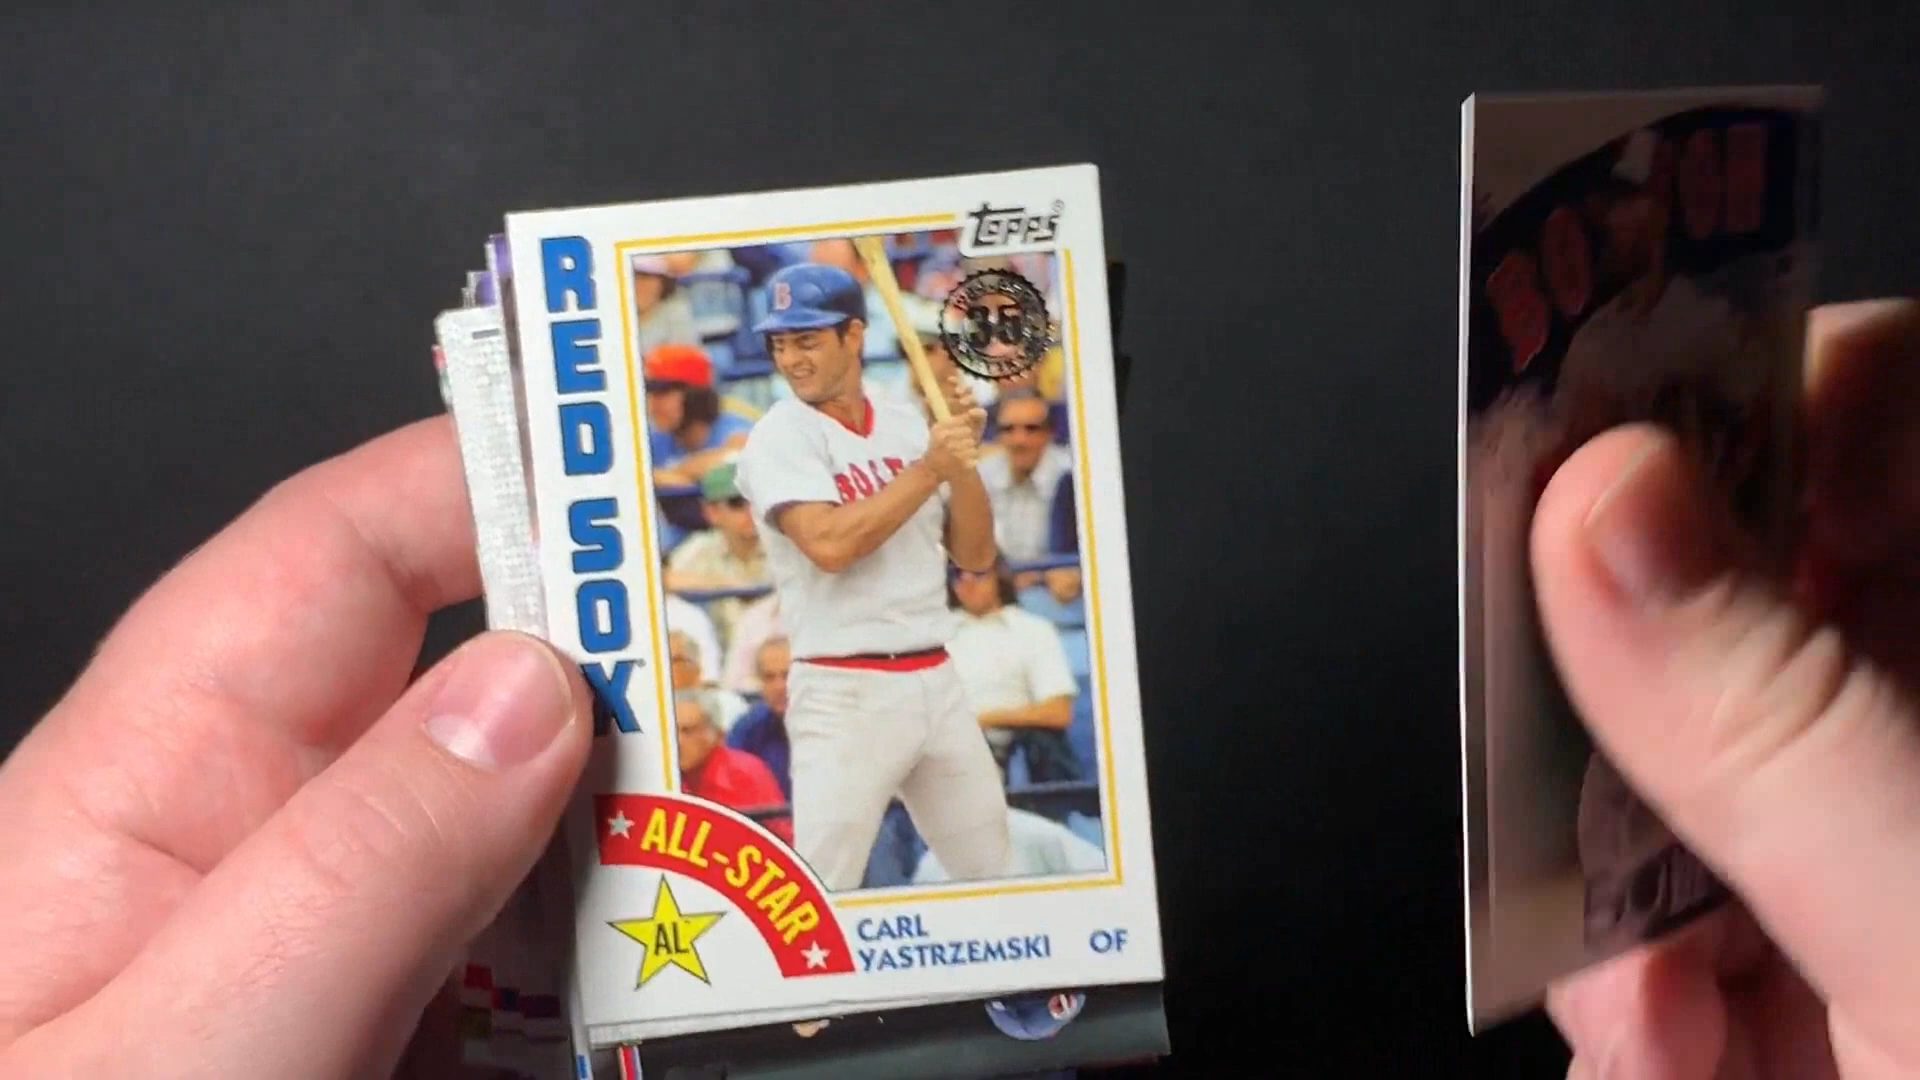 topps
35
RED SOX
B
ALL-STAR
AL
CARL
YASTRZEMSKI
OF